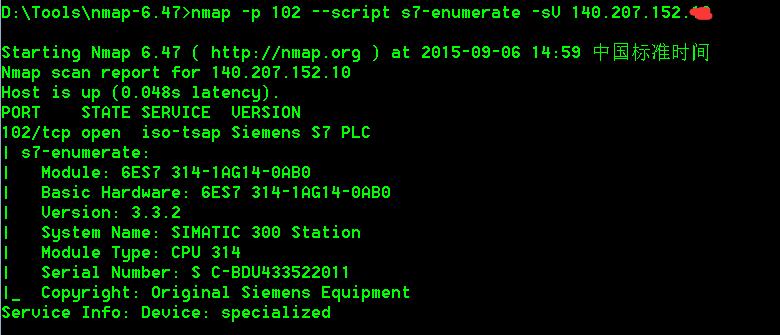 D:\Tools\nmap-6.47>nmap -p 102 --script s7-enumerate -sV 140.207.152.
Starting Nmap 6.47 ( http://nmap.org ) at 2015-09-06 14:59 中国标准时间
Nmap scan report for 140.207.152.10
Host is up (0.048s latency).
PORT    STATE SERVICE  VERSION
102/tcp open  iso-tsap Siemens S7 PLC
| s7-enumerate:
|   Module: 6ES7 314-1AG14-0AB0
|   Basic Hardware: 6ES7 314-1AG14-0AB0
|   Version: 3.3.2
|   System Name: SIMATIC 300 Station
|   Module Type: CPU 314
|   Serial Number: S C-BDU433522011
|_  Copyright: Original Siemens Equipment
Service Info: Device: specialized